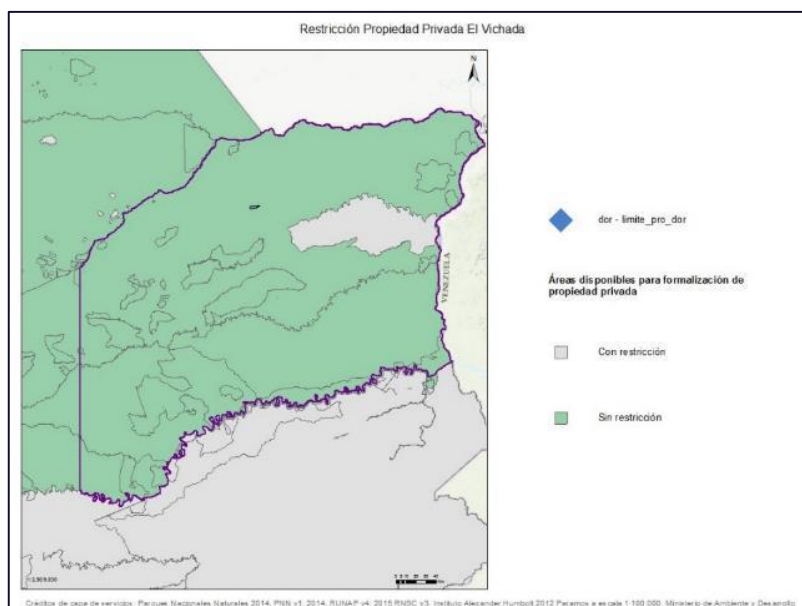 Restricción Propiedad Privada El Vichada
N
VENEZUELA
dor - limite_pro_dor
Áreas disponibles para formalización de
propiedad privada
Con restricción
Sin restricción
Créditos de capa de servicios: Parques Nacionales Naturales 2014, PNN v1. 2014, RUNAP v4. 2015 RNSC v3. Instituto Alexander Humbolt 2012 Paramos a escala 1:100.000. Ministerio de Ambiente y Desarrollo